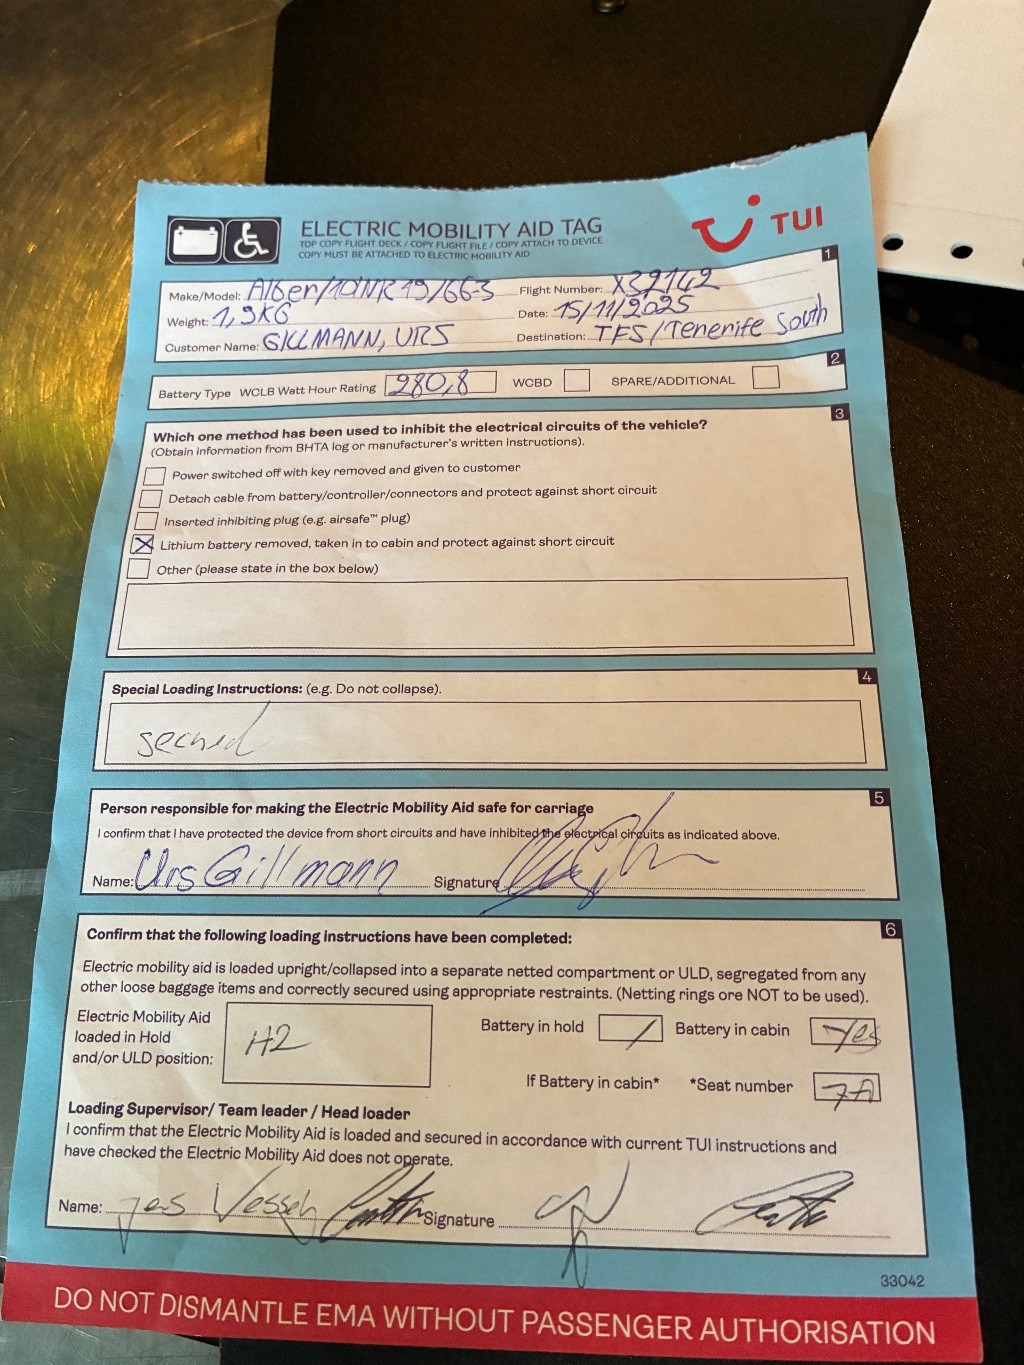 ELECTRIC MOBILITY AID TAG
TOP COPY FLIGHT DECK / COPY FLIGHT FILE / COPY ATTACH TO DEVICE
COPY MUST BE ATTACHED TO ELECTRIC MOBILITY AID
TUI
1
Make/Model: Alber/
Flight Number: X32142
Weight: 1,9KG
Date: 15/11/2025
Customer Name: GILLMANN, URS
Destination: TFS/Tenerife South
2
Battery Type WCLB Watt Hour Rating 280,8 WCBD SPARE/ADDITIONAL
3
Which one method has been used to inhibit the electrical circuits of the vehicle?
(Obtain information from BHTA log or manufacturer's written instructions).
Power switched off with key removed and given to customer
Detach cable from battery/controller/connectors and protect against short circuit
Inserted inhibiting plug (e.g. airsafe™ plug)
X Lithium battery removed, taken in to cabin and protect against short circuit
Other (please state in the box below)
4
Special Loading Instructions: (e.g. Do not collapse).
5
Person responsible for making the Electric Mobility Aid safe for carriage
I confirm that I have protected the device from short circuits and have inhibited the electrical circuits as indicated above.
Name: Urs Gillmann Signature
6
Confirm that the following loading instructions have been completed:
Electric mobility aid is loaded upright/collapsed into a separate netted compartment or ULD, segregated from any
other loose baggage items and correctly secured using appropriate restraints. (Netting rings are NOT to be used).
Electric Mobility Aid
loaded in Hold
and/or ULD position: H2
Battery in hold / Battery in cabin Yes
If Battery in cabin* *Seat number 7A
Loading Supervisor/ Team leader / Head loader
I confirm that the Electric Mobility Aid is loaded and secured in accordance with current TUI instructions and
have checked the Electric Mobility Aid does not operate.
Name: Jens Signature
33042
DO NOT DISMANTLE EMA WITHOUT PASSENGER AUTHORISATION